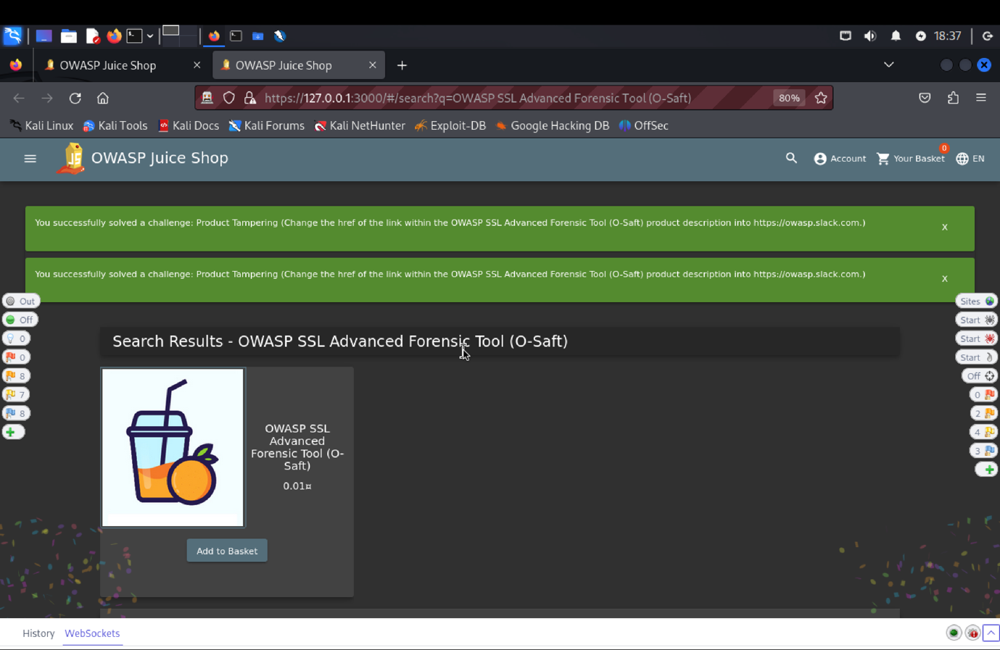 18:37
OWASP Juice Shop
OWASP Juice Shop
https://127.0.0.1:3000/#/search?q=OWASP SSL Advanced Forensic Tool (O-Saft)
80%
Kali Linux Kali Tools Kali Docs Kali Forums Kali NetHunter Exploit-DB Google Hacking DB OffSec
JS OWASP Juice Shop Account Your Basket 0 EN
You successfully solved a challenge: Product Tampering (Change the href of the link within the OWASP SSL Advanced Forensic Tool (O-Saft) product description into https://owasp.slack.com.)
X
You successfully solved a challenge: Product Tampering (Change the href of the link within the OWASP SSL Advanced Forensic Tool (O-Saft) product description into https://owasp.slack.com.)
X
Out
Off
0
0
8
7
8
Sites
Start
Start
Start
Off
0
2
4
3
Search Results - OWASP SSL Advanced Forensic Tool (O-Saft)
OWASP SSL
Advanced
Forensic Tool (O-
Saft)
0.01¤
Add to Basket
History WebSockets